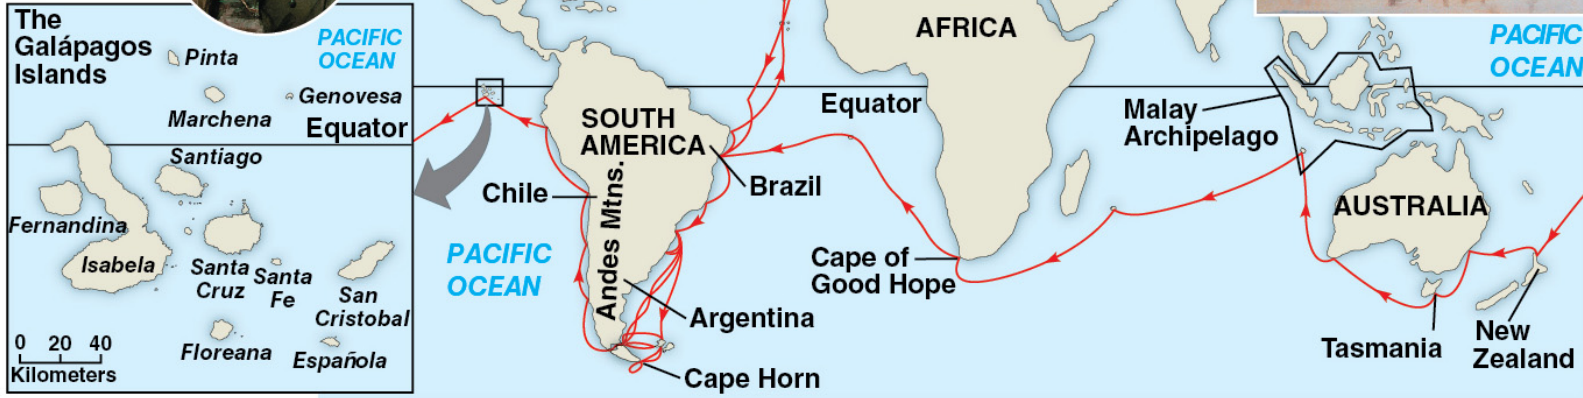 The
Galápagos
Islands
PACIFIC
OCEAN
Pinta
Genovesa
Marchena
Equator
Santiago
Fernandina
Isabela
Santa
Cruz
Santa
Fe
San
Cristobal
Floreana
Española
0 20 40
Kilometers
AFRICA
PACIFIC
OCEAN
Equator
Malay
Archipelago
SOUTH
AMERICA
Chile
Brazil
Andes Mtns.
AUSTRALIA
PACIFIC
OCEAN
Cape of
Good Hope
Argentina
Cape Horn
Tasmania
New
Zealand